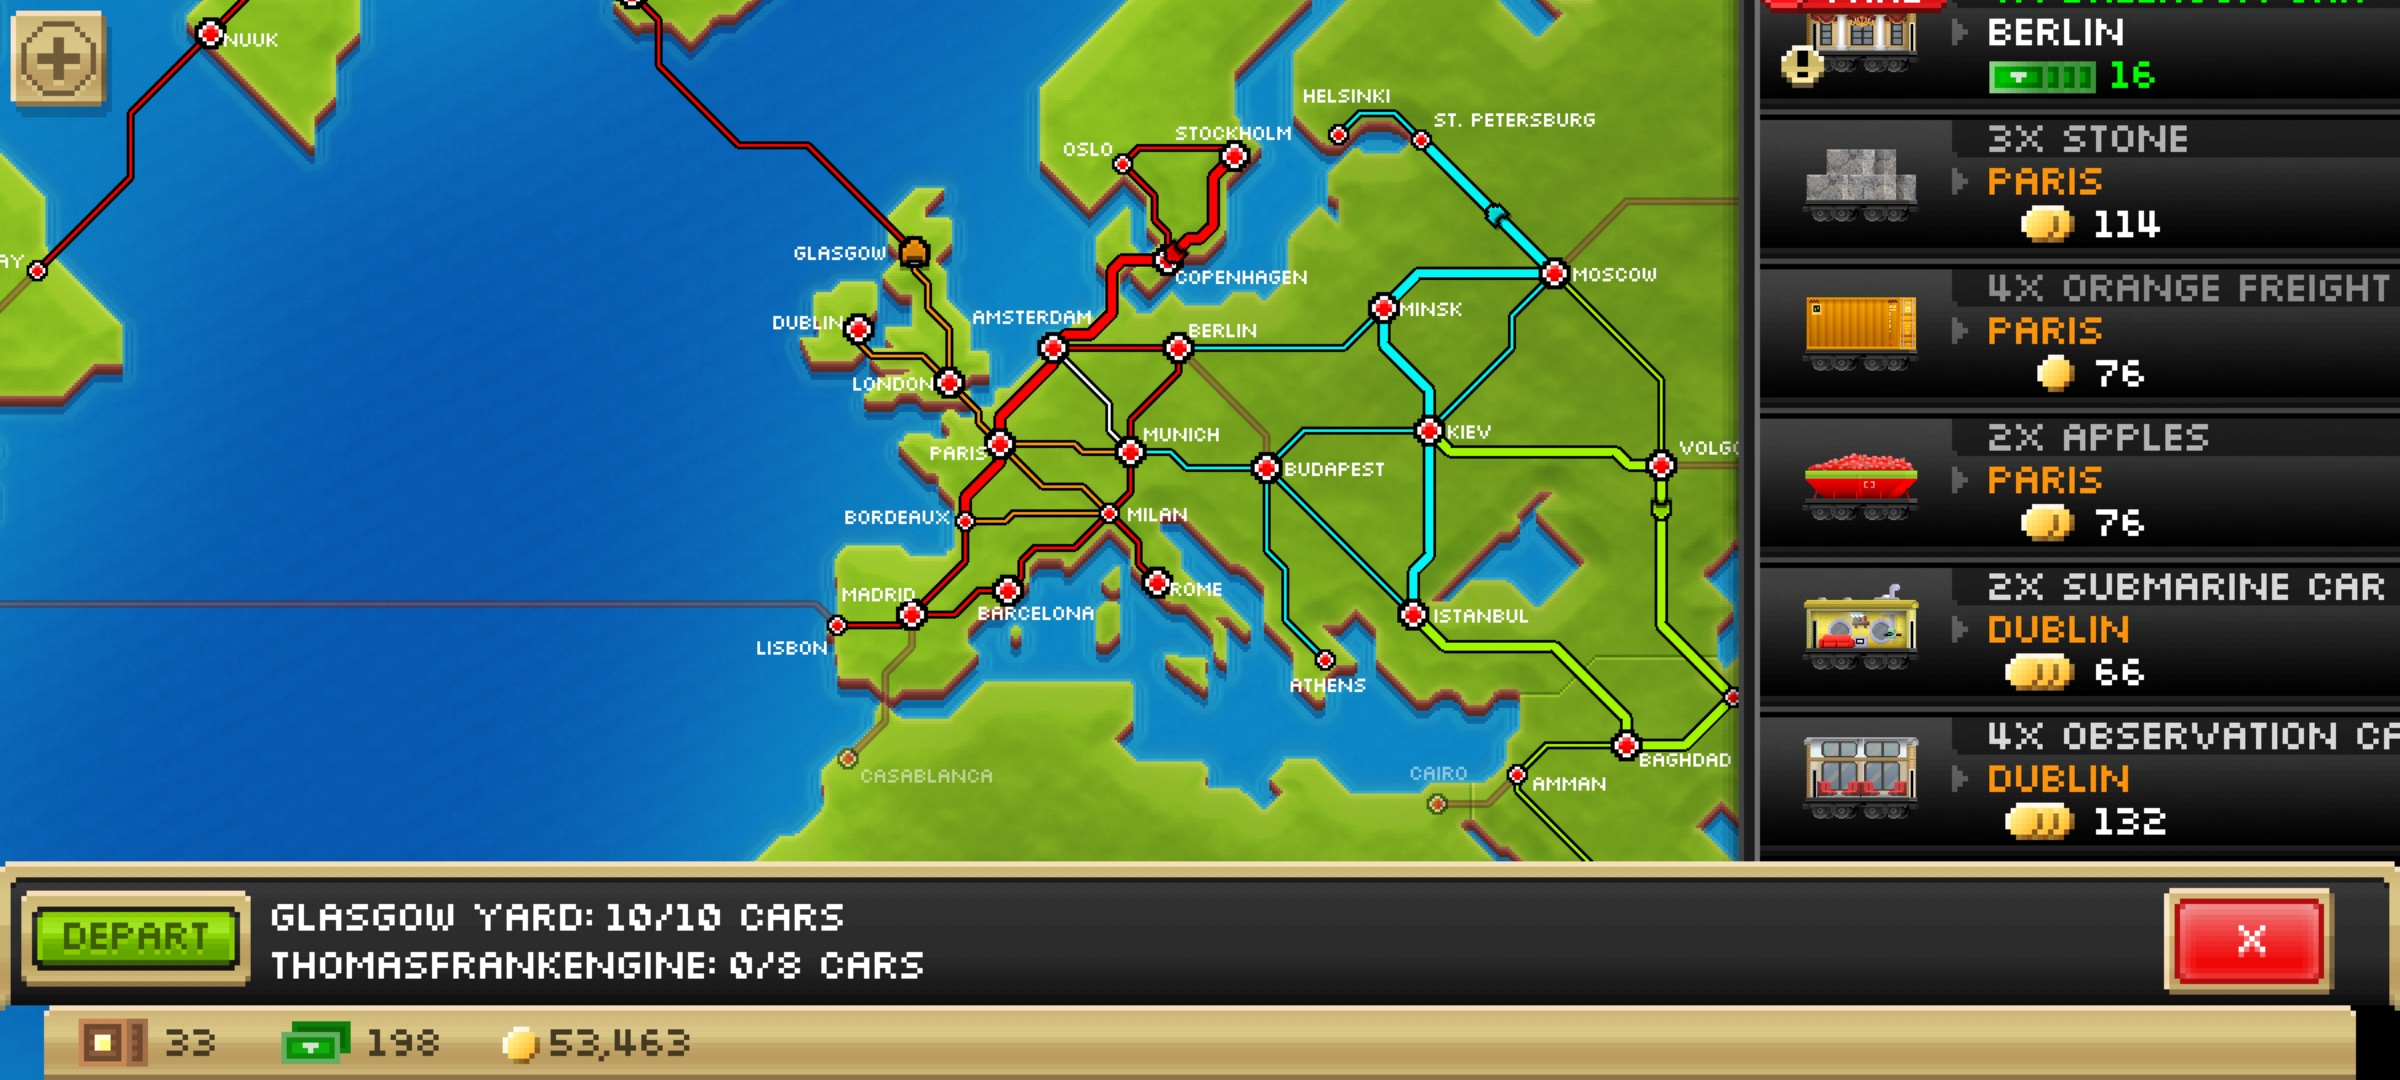 NUUK
HELSINKI
ST. PETERSBURG
STOCKHOLM
OSLO
GLASGOW
COPENHAGEN
MOSCOW
MINSK
AMSTERDAM
DUBLIN
BERLIN
LONDON
KIEV
MUNICH
PARIS
BUDAPEST
BORDEAUX
MILAN
MADRID
BARCELONA
ROME
ISTANBUL
LISBON
ATHENS
BAGHDAD
CASABLANCA
CAIRO
AMMAN
BERLIN
16
3X STONE
PARIS
114
4X ORANGE FREIGHT
PARIS
76
2X APPLES
PARIS
76
2X SUBMARINE CAR
DUBLIN
66
4X OBSERVATION CA
DUBLIN
132
DEPART
GLASGOW YARD: 10/10 CARS
THOMASFRANKENGINE: 0/8 CARS
X
33
198
53,463